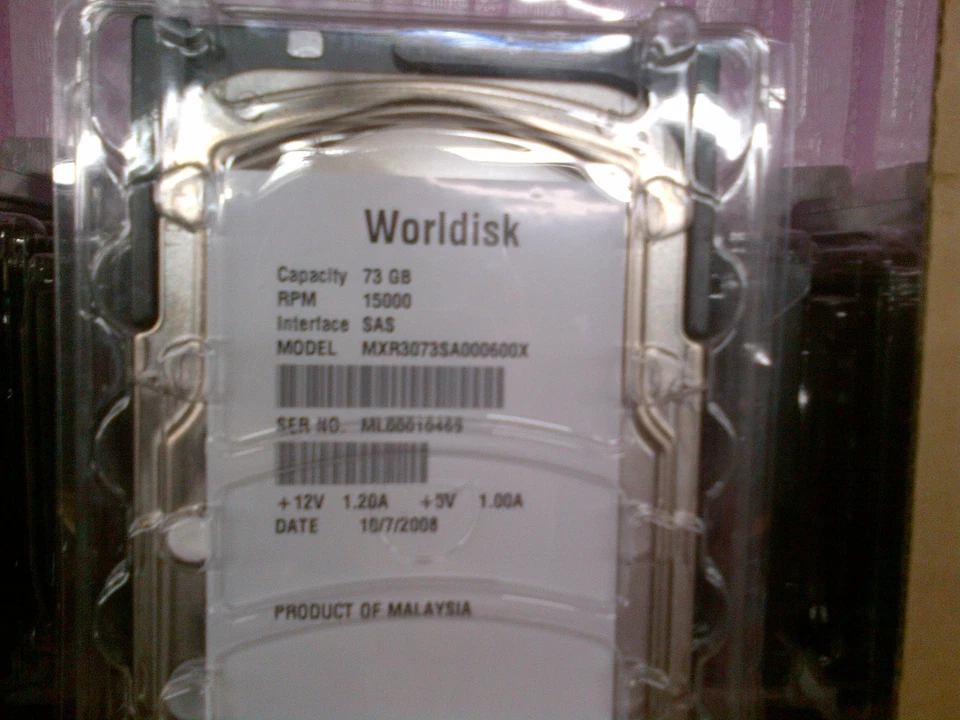 Worldisk
Capacity 73 GB
RPM 15000
Interface SAS
MODEL MXR3073SA000600X
SER NO. ML00010469
+12V 1.20A +5V 1.00A
DATE 10/7/2008
PRODUCT OF MALAYSIA